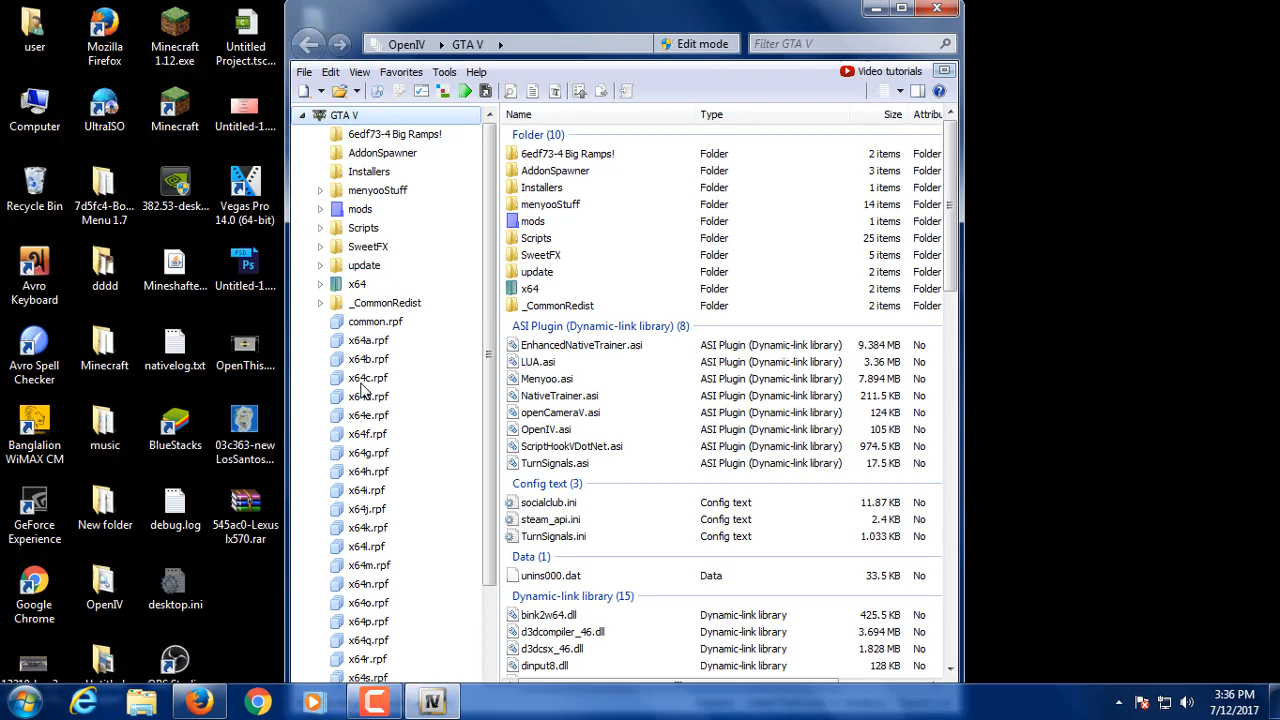 user
Mozilla
Firefox
Minecraft
1.12.exe
Untitled
Project.tsc...
Computer
UltraISO
Minecraft
Untitled-1....
Recycle Bin
7d5fc4-Bo...
Menu 1.7
382.53-desk...
Vegas Pro
14.0 (64-bit)
Avro
Keyboard
dddd
Mineshafte...
Untitled-1....
Avro Spell
Checker
Minecraft
nativelog.txt
OpenThis....
Banglalion
WiMAX CM
music
BlueStacks
03c363-new
LosSantos...
GeForce
Experience
New folder
debug.log
545ac0-Lexus
lx570.rar
Google
Chrome
OpenIV
desktop.ini
OpenIV
GTA V
Edit mode
Filter GTA V
File Edit View Favorites Tools Help
Video tutorials
GTA V
6edf73-4 Big Ramps!
AddonSpawner
Installers
menyooStuff
mods
Scripts
SweetFX
update
x64
_CommonRedist
common.rpf
x64a.rpf
x64b.rpf
x64c.rpf
x64e.rpf
x64f.rpf
x64g.rpf
x64h.rpf
x64i.rpf
x64j.rpf
x64k.rpf
x64l.rpf
x64m.rpf
x64n.rpf
x64o.rpf
x64p.rpf
x64q.rpf
x64r.rpf
x64s.rpf
Name Type Size Attribu
Folder (10)
6edf73-4 Big Ramps! Folder 2 items Folder
AddonSpawner Folder 3 items Folder
Installers Folder 1 items Folder
menyooStuff Folder 14 items Folder
mods Folder 1 items Folder
Scripts Folder 25 items Folder
SweetFX Folder 5 items Folder
update Folder 2 items Folder
x64 Folder 2 items Folder
_CommonRedist Folder 2 items Folder
ASI Plugin (Dynamic-link library) (8)
EnhancedNativeTrainer.asi ASI Plugin (Dynamic-link library) 9.384 MB No
LUA.asi ASI Plugin (Dynamic-link library) 3.36 MB No
Menyoo.asi ASI Plugin (Dynamic-link library) 7.894 MB No
NativeTrainer.asi ASI Plugin (Dynamic-link library) 211.5 KB No
openCameraV.asi ASI Plugin (Dynamic-link library) 124 KB No
OpenIV.asi ASI Plugin (Dynamic-link library) 105 KB No
ScriptHookVDotNet.asi ASI Plugin (Dynamic-link library) 974.5 KB No
TurnSignals.asi ASI Plugin (Dynamic-link library) 17.5 KB No
Config text (3)
socialclub.ini Config text 11.87 KB No
steam_api.ini Config text 2.4 KB No
TurnSignals.ini Config text 1.033 KB No
Data (1)
unins000.dat Data 33.5 KB No
Dynamic-link library (15)
bink2w64.dll Dynamic-link library 425.5 KB No
d3dcompiler_46.dll Dynamic-link library 3.694 MB No
d3dcsx_46.dll Dynamic-link library 1.828 MB No
dinput8.dll Dynamic-link library 128 KB No
3:36 PM
7/12/2017